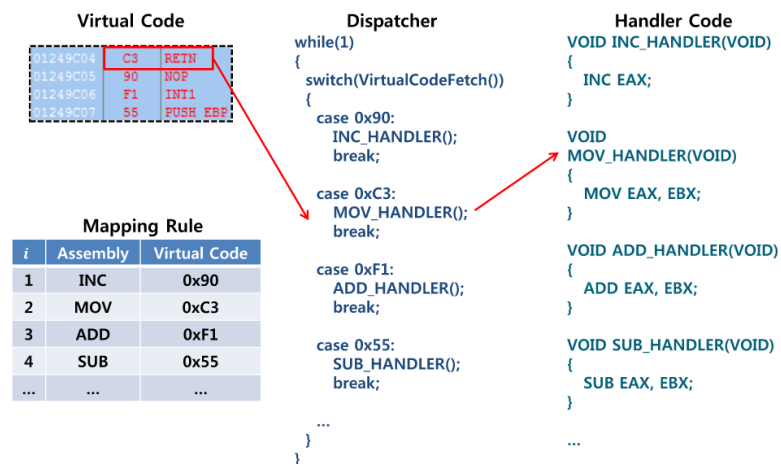 Virtual Code
01249C04 C3 RETN
01249C05 90 NOP
01249C06 F1 INT1
01249C07 55 PUSH EBP
Mapping Rule
i Assembly Virtual Code
1 INC 0x90
2 MOV 0xC3
3 ADD 0xF1
4 SUB 0x55
... ... ...
Dispatcher
while(1)
{
switch(VirtualCodeFetch())
{
case 0x90:
INC_HANDLER();
break;
case 0xC3:
MOV_HANDLER();
break;
case 0xF1:
ADD_HANDLER();
break;
case 0x55:
SUB_HANDLER();
break;
...
}
}
Handler Code
VOID INC_HANDLER(VOID)
{
INC EAX;
}
VOID
MOV_HANDLER(VOID)
{
MOV EAX, EBX;
}
VOID ADD_HANDLER(VOID)
{
ADD EAX, EBX;
}
VOID SUB_HANDLER(VOID)
{
SUB EAX, EBX;
}
...